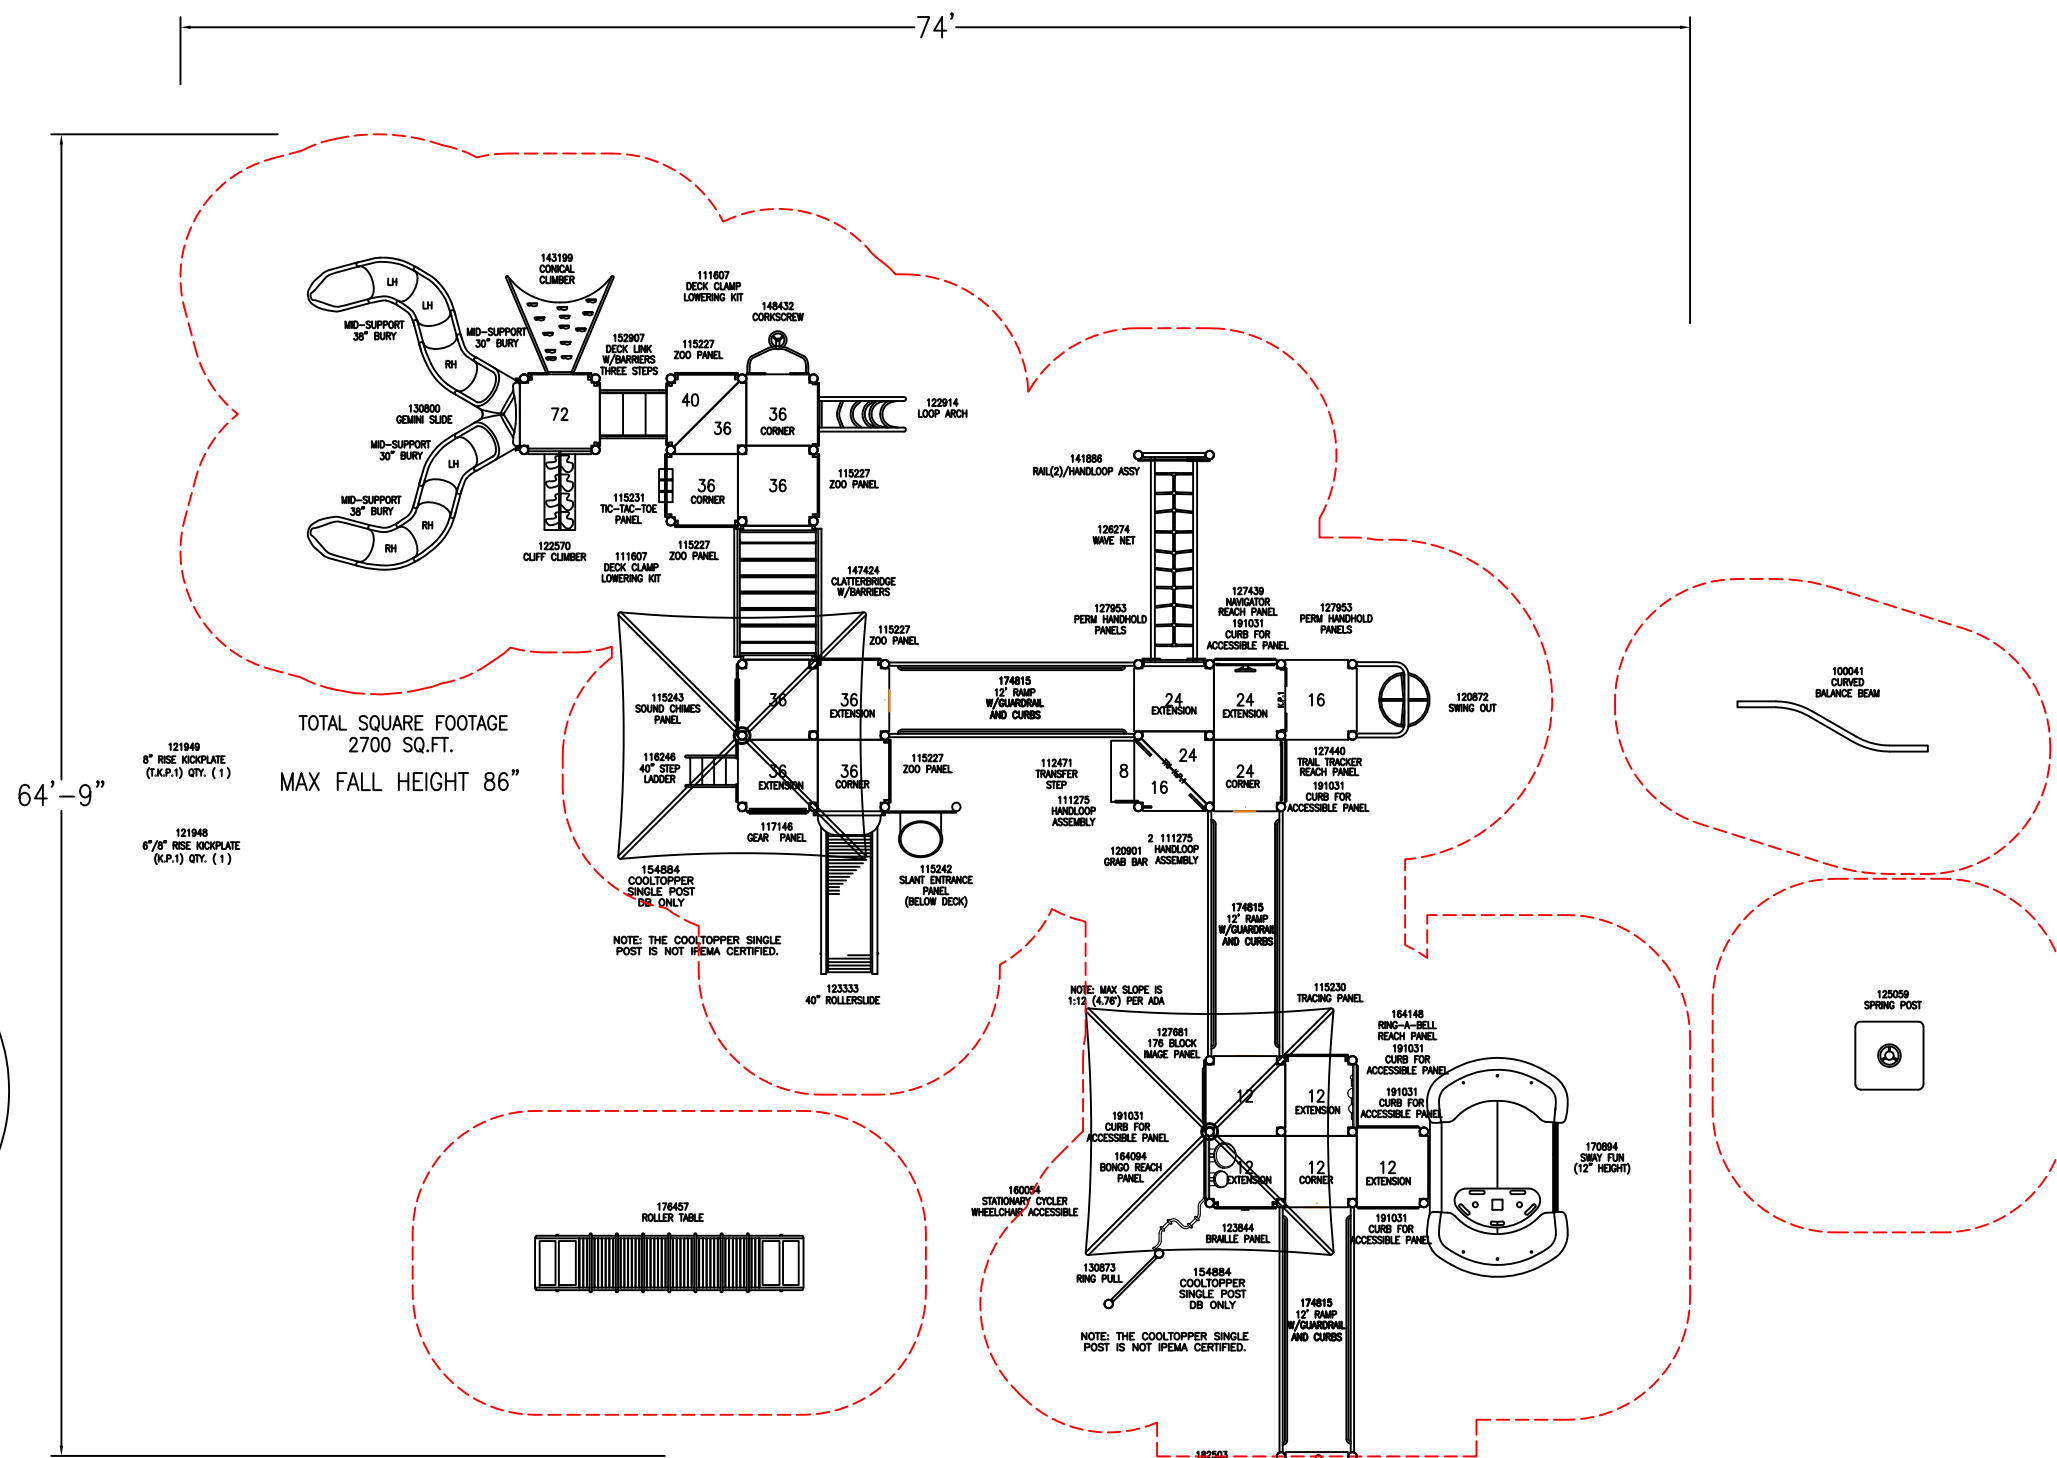 74'
64'-9"
143199
CONICAL
CLIMBER
111607
DECK CLAMP
LOWERING KIT
148432
CORKSCREW
LH
LH
RH
MID-SUPPORT
38" BURY
MID-SUPPORT
30" BURY
152907
DECK LINK
W/BARRIERS
THREE STEPS
115227
ZOO PANEL
130800
GEMINI SLIDE
72
40
36
36
CORNER
122914
LOOP ARCH
MID-SUPPORT
30" BURY
LH
RH
RH
MID-SUPPORT
38" BURY
36
CORNER
36
115227
ZOO PANEL
115231
TIC-TAC-TOE
PANEL
122570
CLIFF CLIMBER
111607
DECK CLAMP
LOWERING KIT
115227
ZOO PANEL
147424
CLATTERBRIDGE
W/BARRIERS
115227
ZOO PANEL
141886
RAIL(2)/HANDLOOP ASSY
126274
WAVE NET
127953
PERM HANDHOLD
PANELS
127439
NAVIGATOR
REACH PANEL
191031
CURB FOR
ACCESSIBLE PANEL
127953
PERM HANDHOLD
PANELS
100041
CURVED
BALANCE BEAM
115243
SOUND CHIMES
PANEL
36
36
EXTENSION
174815
12' RAMP
W/GUARDRAIL
AND CURBS
24
EXTENSION
24
EXTENSION
K.P.1
16
120872
SWING OUT
TOTAL SQUARE FOOTAGE
2700 SQ.FT.
MAX FALL HEIGHT 86"
121949
8" RISE KICKPLATE
(T.K.P.1) QTY. ( 1 )
121948
6"/8" RISE KICKPLATE
(K.P.1) QTY. ( 1 )
116246
40" STEP
LADDER
36
EXTENSION
36
CORNER
115227
ZOO PANEL
112471
TRANSFER
STEP
111275
HANDLOOP
ASSEMBLY
8
24
16
24
CORNER
127440
TRAIL TRACKER
REACH PANEL
191031
CURB FOR
ACCESSIBLE PANEL
117146
GEAR PANEL
120901
GRAB BAR
2 111275
HANDLOOP
ASSEMBLY
154884
COOLTOPPER
SINGLE POST
DB ONLY
115242
SLANT ENTRANCE
PANEL
(BELOW DECK)
NOTE: THE COOLTOPPER SINGLE
POST IS NOT IPEMA CERTIFIED.
174815
12' RAMP
W/GUARDRAIL
AND CURBS
123333
40" ROLLERSLIDE
NOTE: MAX SLOPE IS
1:12 (4.76°) PER ADA
115230
TRACING PANEL
125059
SPRING POST
127681
176 BLOCK
IMAGE PANEL
164148
RING-A-BELL
REACH PANEL
191031
CURB FOR
ACCESSIBLE PANEL
12
12
EXTENSION
191031
CURB FOR
ACCESSIBLE PANEL
191031
CURB FOR
ACCESSIBLE PANEL
164094
BONGO REACH
PANEL
12
EXTENSION
12
CORNER
12
EXTENSION
170894
SWAY FUN
(12" HEIGHT)
160054
STATIONARY CYCLER
WHEELCHAIR ACCESSIBLE
176457
ROLLER TABLE
123844
BRAILLE PANEL
191031
CURB FOR
ACCESSIBLE PANEL
130873
RING PULL
154884
COOLTOPPER
SINGLE POST
DB ONLY
174815
12' RAMP
W/GUARDRAIL
AND CURBS
NOTE: THE COOLTOPPER SINGLE
POST IS NOT IPEMA CERTIFIED.